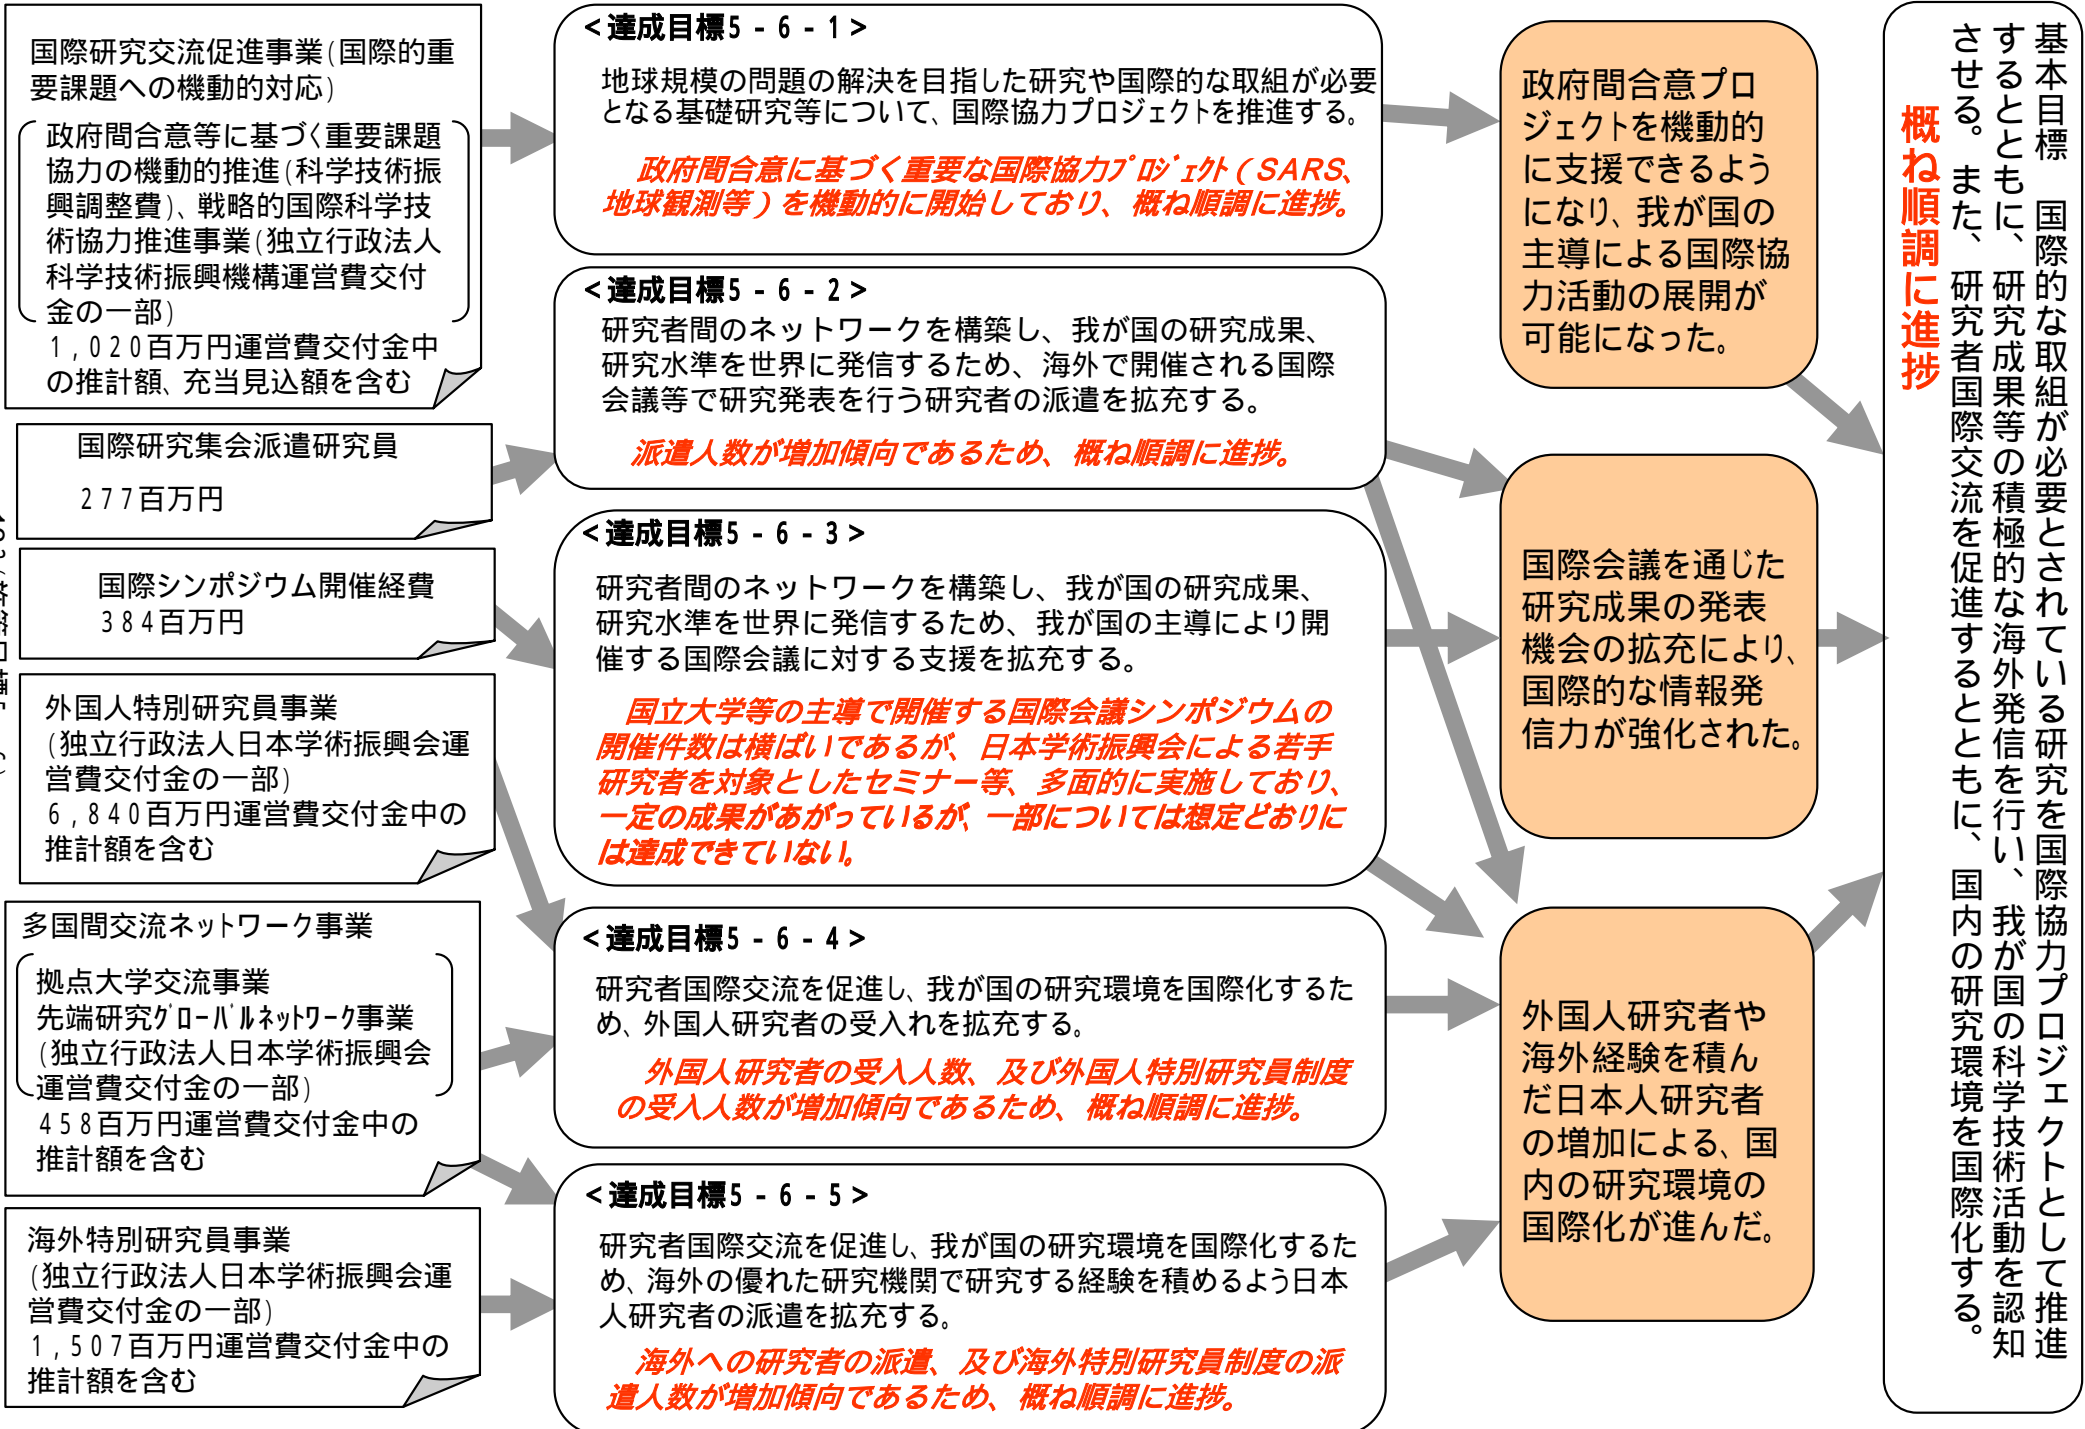 国際研究交流促進事業(国際的重
要課題への機動的対応)
政府間合意等に基づく重要課題
協力の機動的推進(科学技術振
興調整費)、戦略的国際科学技
術協力推進事業(独立行政法人
科学技術振興機構運営費交付
金の一部)
1,020百万円運営費交付金中
の推計額、充当見込額を含む
国際研究集会派遣研究員
277百万円
国際シンポジウム開催経費
384百万円
外国人特別研究員事業
(独立行政法人日本学術振興会運
営費交付金の一部)
6,840百万円運営費交付金中の
推計額を含む
多国間交流ネットワーク事業
拠点大学交流事業
先端研究グローバルネットワーク事業
(独立行政法人日本学術振興会
運営費交付金の一部)
458百万円運営費交付金中の
推計額を含む
海外特別研究員事業
(独立行政法人日本学術振興会運
営費交付金の一部)
1,507百万円運営費交付金中の
推計額を含む
<達成目標5-6-1>
地球規模の問題の解決を目指した研究や国際的な取組が必要
となる基礎研究等について、国際協力プロジェクトを推進する。
政府間合意に基づく重要な国際協力プロジェクト(SARS、
地球観測等)を機動的に開始しており、概ね順調に進捗。
<達成目標5-6-2>
研究者間のネットワークを構築し、我が国の研究成果、
研究水準を世界に発信するため、海外で開催される国際
会議等で研究発表を行う研究者の派遣を拡充する。
派遣人数が増加傾向であるため、概ね順調に進捗。
<達成目標5-6-3>
研究者間のネットワークを構築し、我が国の研究成果、
研究水準を世界に発信するため、我が国の主導により開
催する国際会議に対する支援を拡充する。
国立大学等の主導で開催する国際会議シンポジウムの
開催件数は横ばいであるが、日本学術振興会による若手
研究者を対象としたセミナー等、多面的に実施しており、
一定の成果があがっているが、一部については想定どおりに
は達成できていない。
<達成目標5-6-4>
研究者国際交流を促進し、我が国の研究環境を国際化するた
め、外国人研究者の受入れを拡充する。
外国人研究者の受入人数、及び外国人特別研究員制度
の受入人数が増加傾向であるため、概ね順調に進捗。
<達成目標5-6-5>
研究者国際交流を促進し、我が国の研究環境を国際化するた
め、海外の優れた研究機関で研究する経験を積めるよう日本
人研究者の派遣を拡充する。
海外への研究者の派遣、及び海外特別研究員制度の派
遣人数が増加傾向であるため、概ね順調に進捗。
政府間合意プロ
ジェクトを機動的
に支援できるよう
になり、我が国の
主導による国際協
力活動の展開が
可能になった。
国際会議を通じた
研究成果の発表
機会の拡充により、
国際的な情報発
信力が強化された。
外国人研究者や
海外経験を積ん
だ日本人研究者
の増加による、国
内の研究環境の
国際化が進んだ。
基本目標 国際的な取組が必要とされている研究を国際協力プロジェクトとして推進
するとともに、研究成果等の積極的な海外発信を行い、我が国の科学技術活動を認知
させる。また、研究者国際交流を促進するとともに、国内の研究環境を国際化する。
概ね順調に進捗